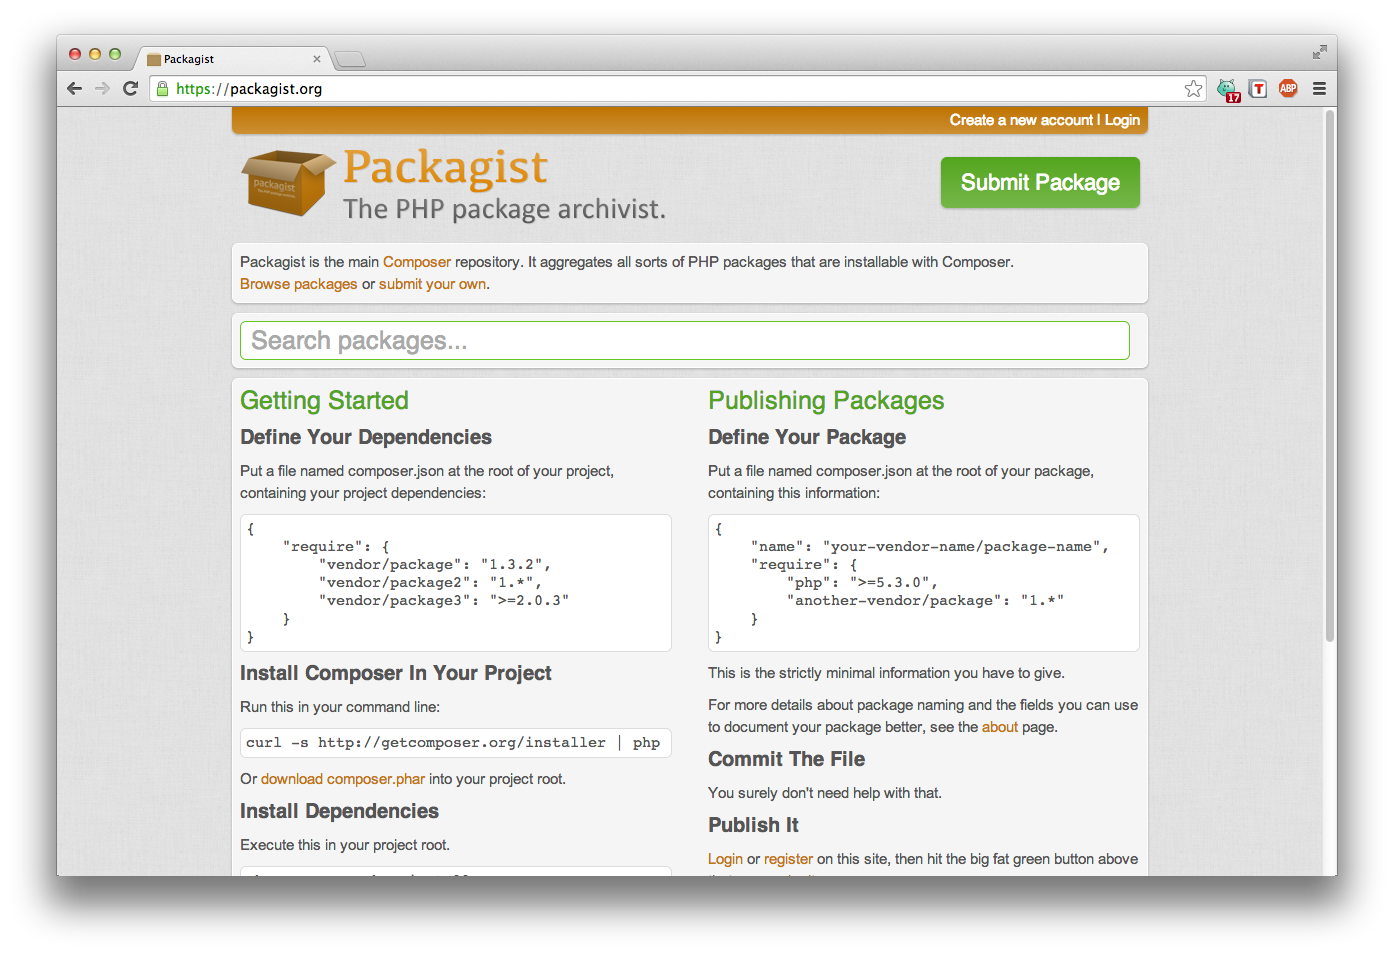 Packagist
https://packagist.org
17
T
ABP
Create a new account | Login
packagist
Packagist
The PHP package archivist.
Submit Package
Packagist is the main Composer repository. It aggregates all sorts of PHP packages that are installable with Composer.
Browse packages or submit your own.
Search packages...
Getting Started
Define Your Dependencies
Put a file named composer.json at the root of your project,
containing your project dependencies:
{
    "require": {
        "vendor/package": "1.3.2",
        "vendor/package2": "1.*",
        "vendor/package3": ">=2.0.3"
    }
}
Install Composer In Your Project
Run this in your command line:
curl -s http://getcomposer.org/installer | php
Or download composer.phar into your project root.
Install Dependencies
Execute this in your project root.
Publishing Packages
Define Your Package
Put a file named composer.json at the root of your package,
containing this information:
{
    "name": "your-vendor-name/package-name",
    "require": {
        "php": ">=5.3.0",
        "another-vendor/package": "1.*"
    }
}
This is the strictly minimal information you have to give.
For more details about package naming and the fields you can use
to document your package better, see the about page.
Commit The File
You surely don't need help with that.
Publish It
Login or register on this site, then hit the big fat green button above